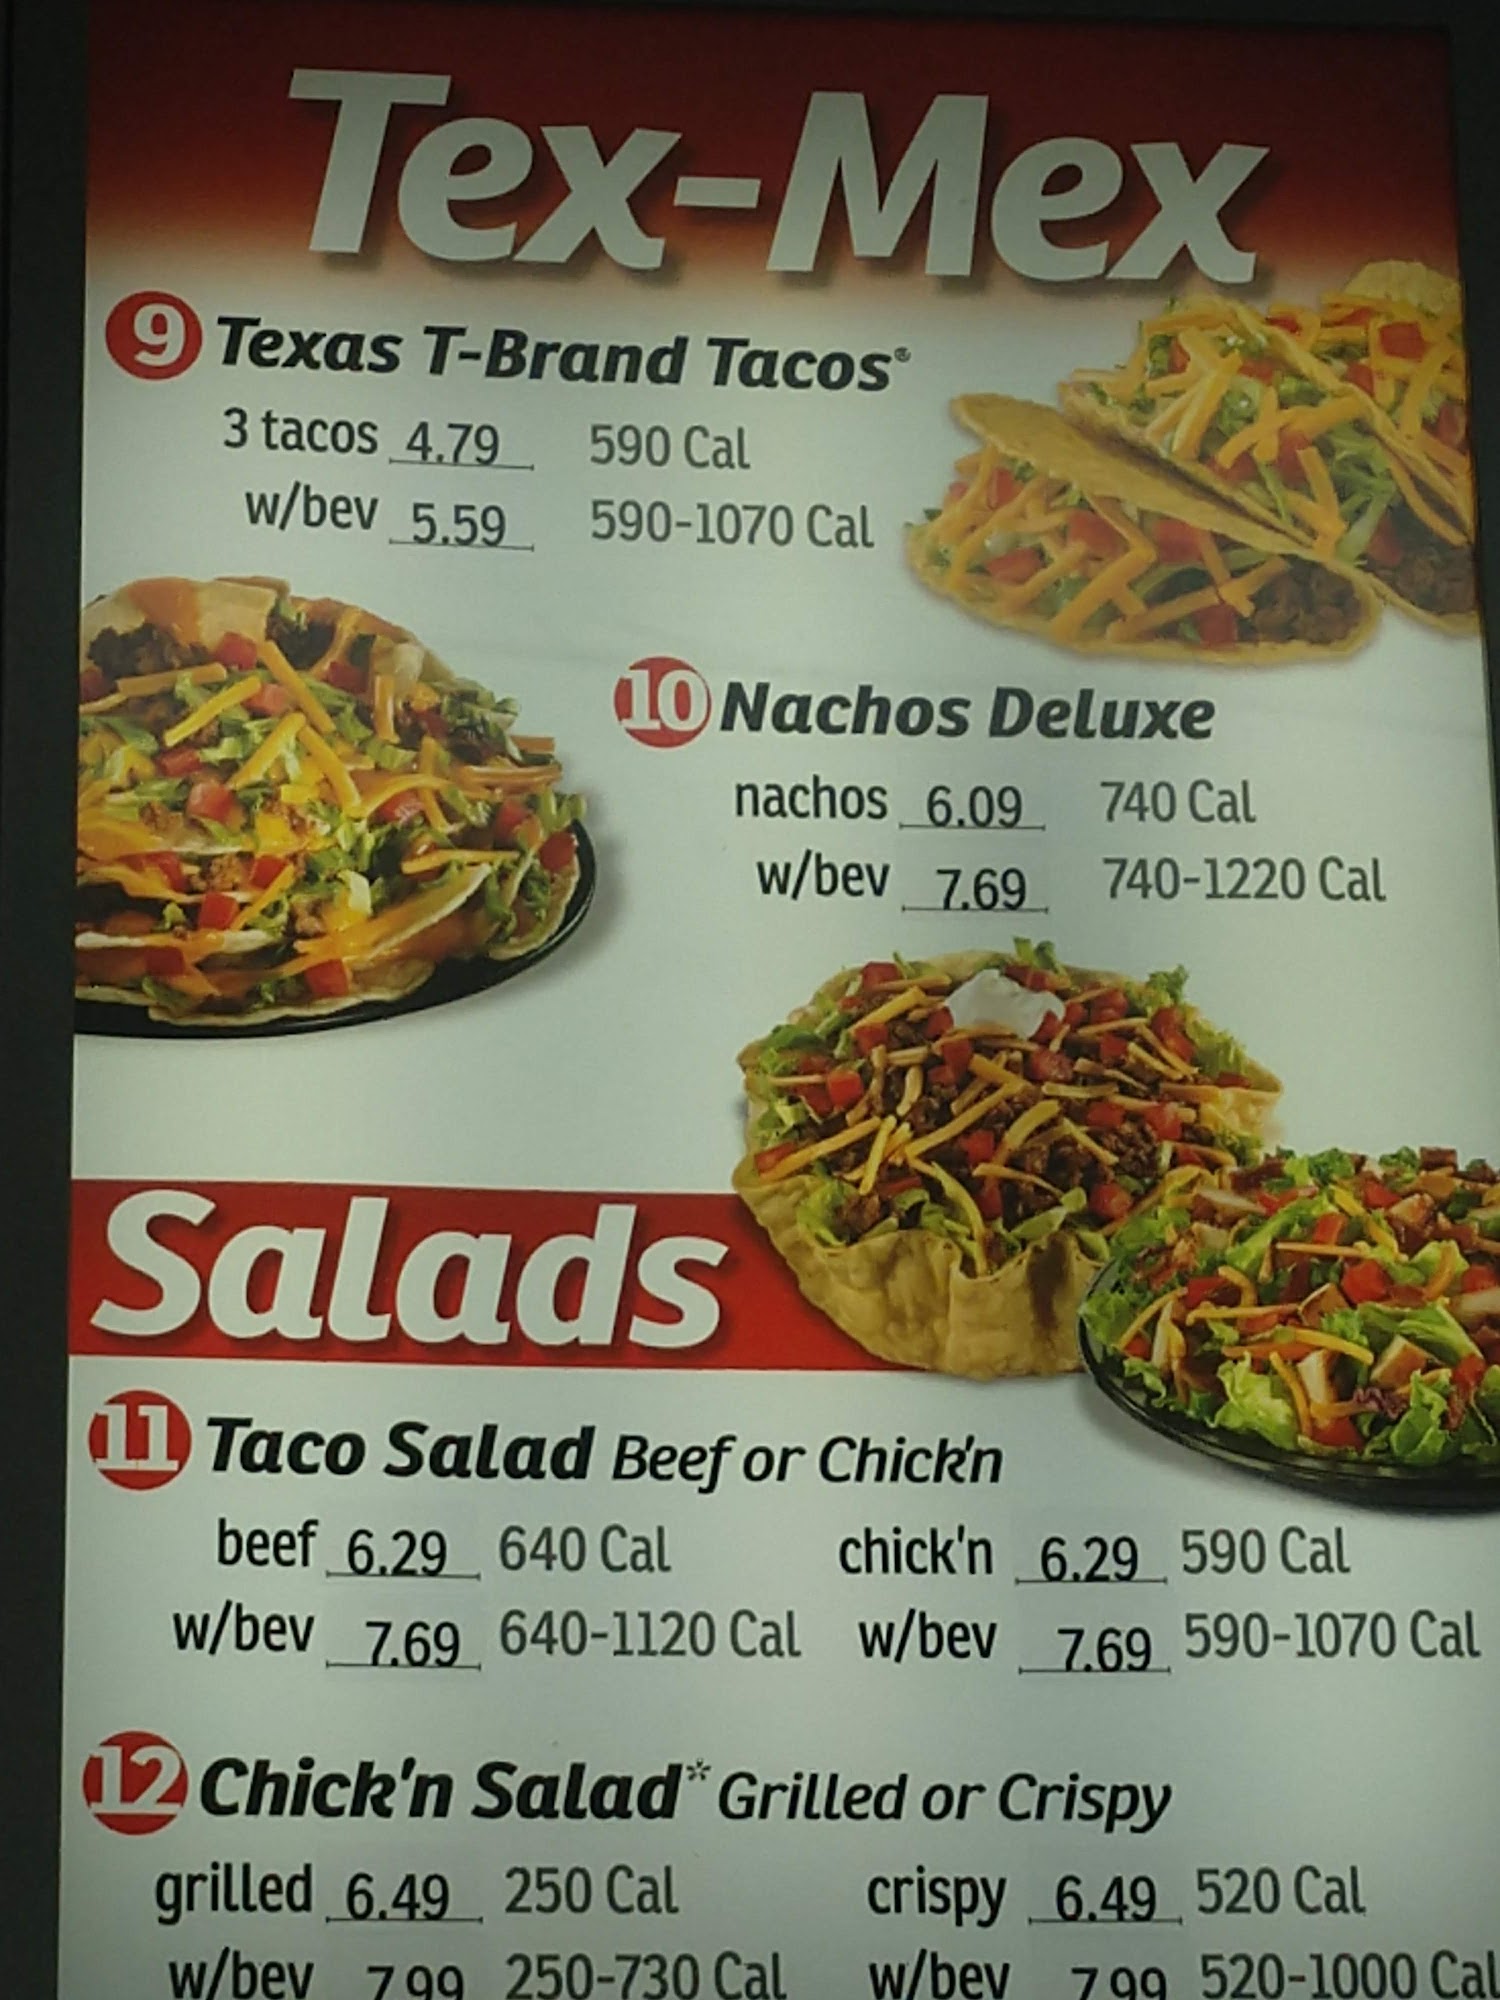 Tex-Mex
9 Texas T-Brand Tacos®
3 tacos 4.79 590 Cal
w/bev 5.59 590-1070 Cal
10 Nachos Deluxe
nachos 6.09 740 Cal
w/bev 7.69 740-1220 Cal
Salads
11 Taco Salad Beef or Chick'n
beef 6.29 640 Cal chick'n 6.29 590 Cal
w/bev 7.69 640-1120 Cal w/bev 7.69 590-1070 Cal
12 Chick'n Salad* Grilled or Crispy
grilled 6.49 250 Cal crispy 6.49 520 Cal
w/bev 7.99 250-730 Cal w/bev 7.99 520-1000 Cal